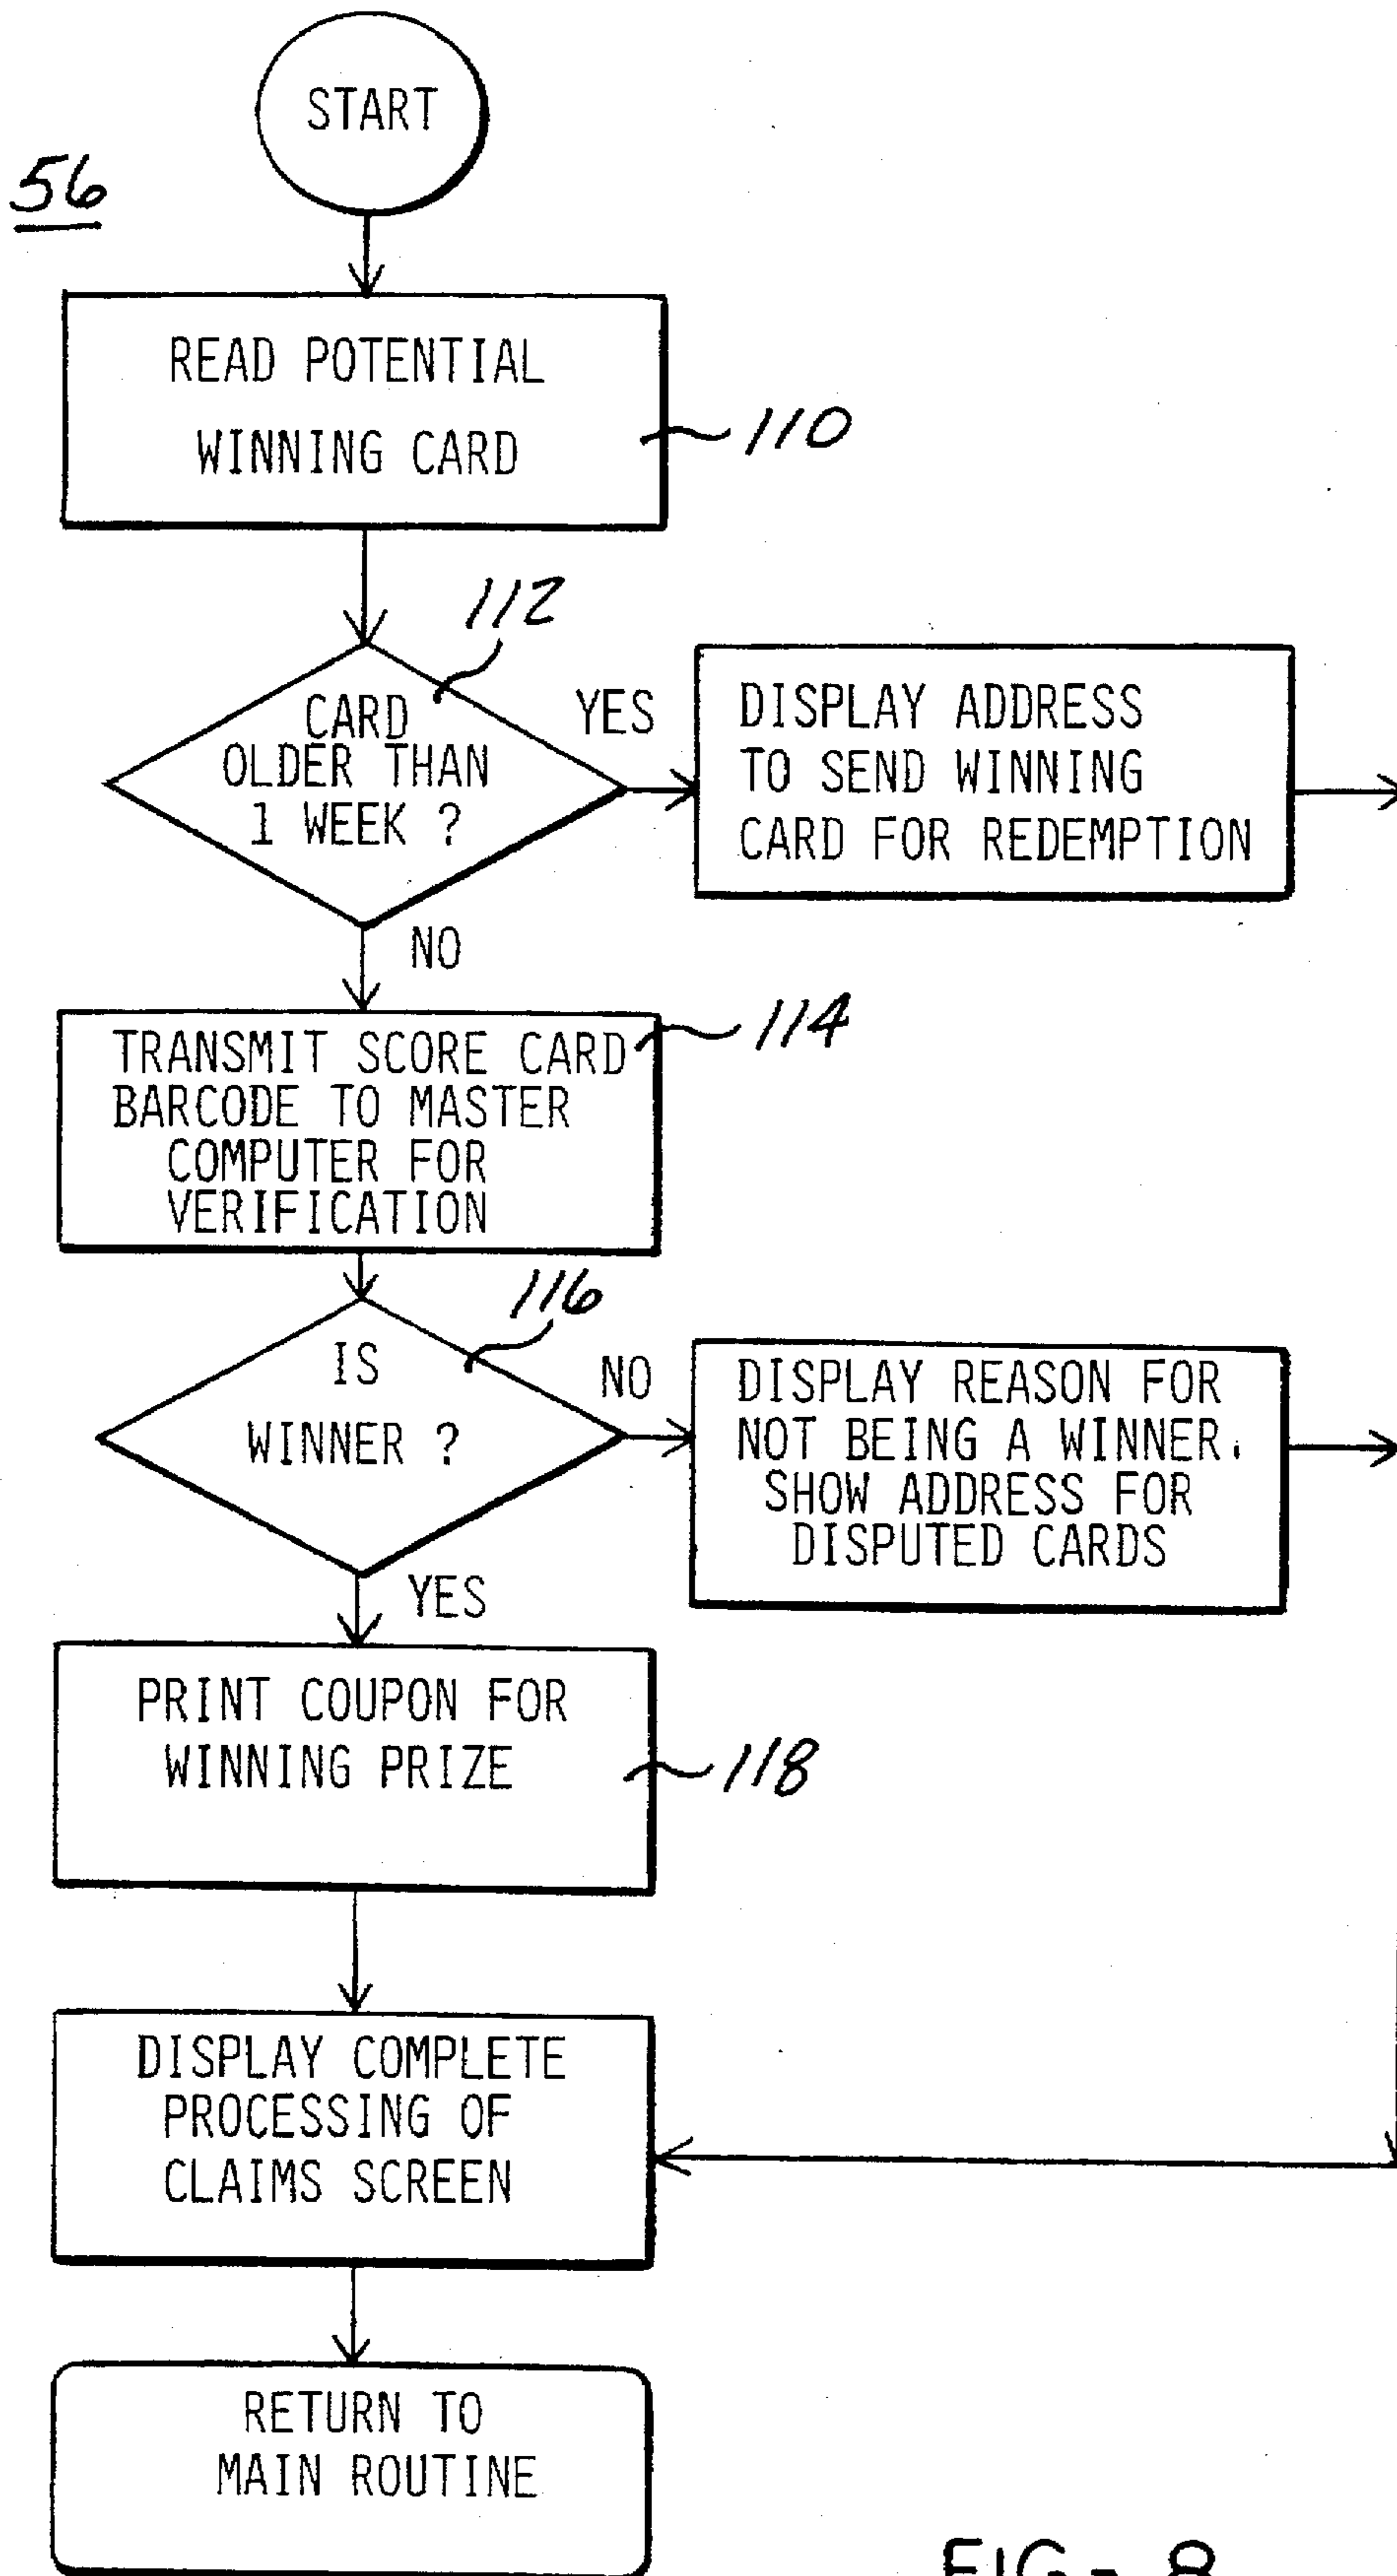 START
56
READ POTENTIAL
WINNING CARD
110
112
CARD
OLDER THAN
1 WEEK ?
YES
DISPLAY ADDRESS
TO SEND WINNING
CARD FOR REDEMPTION
NO
TRANSMIT SCORE CARD
BARCODE TO MASTER
COMPUTER FOR
VERIFICATION
114
116
IS
WINNER ?
NO
DISPLAY REASON FOR
NOT BEING A WINNER.
SHOW ADDRESS FOR
DISPUTED CARDS
YES
PRINT COUPON FOR
WINNING PRIZE
118
DISPLAY COMPLETE
PROCESSING OF
CLAIMS SCREEN
RETURN TO
MAIN ROUTINE
FIG-8